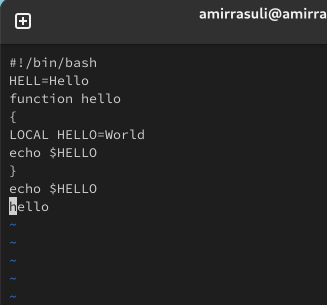 amirrasuli@amirra
#!/bin/bash
HELL=Hello
function hello
{
LOCAL HELLO=World
echo $HELLO
}
echo $HELLO
hello
~
~
~
~
~